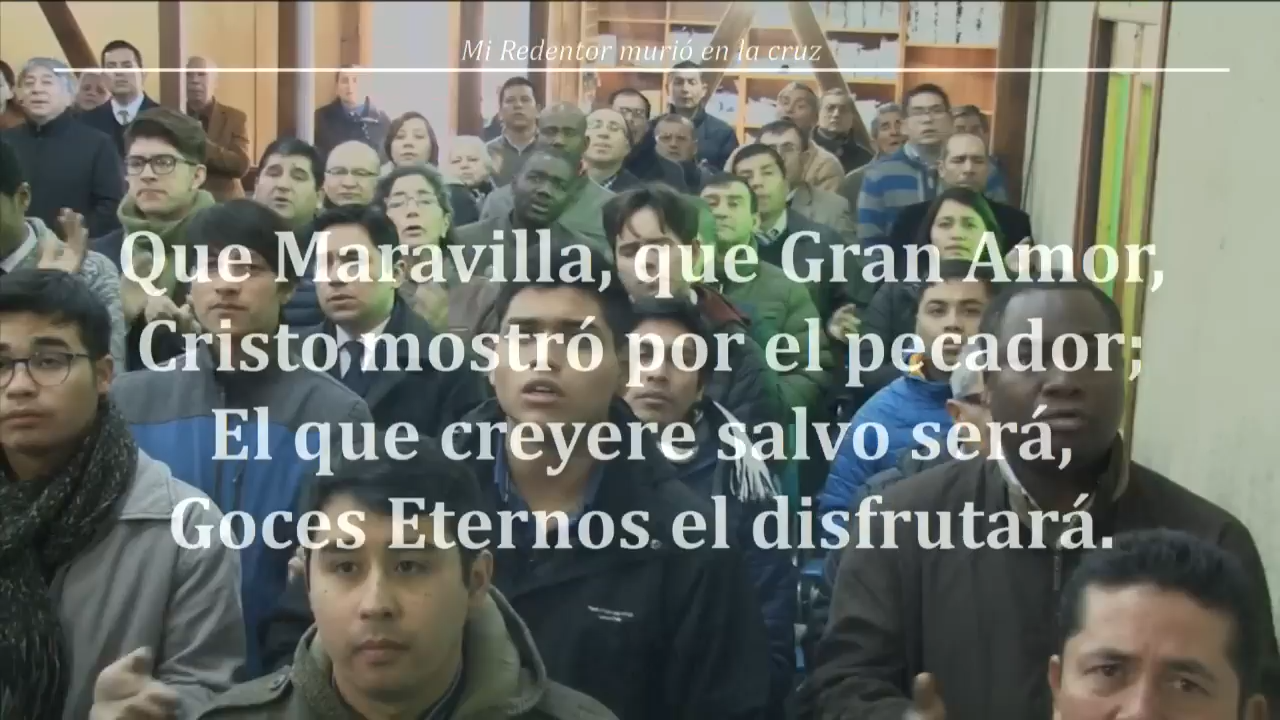 Mi Redentor murió en la cruz
Que Maravilla, que Gran Amor,
Cristo mostró por el pecador;
El que creyere salvo será,
Goces Eternos el disfrutará.